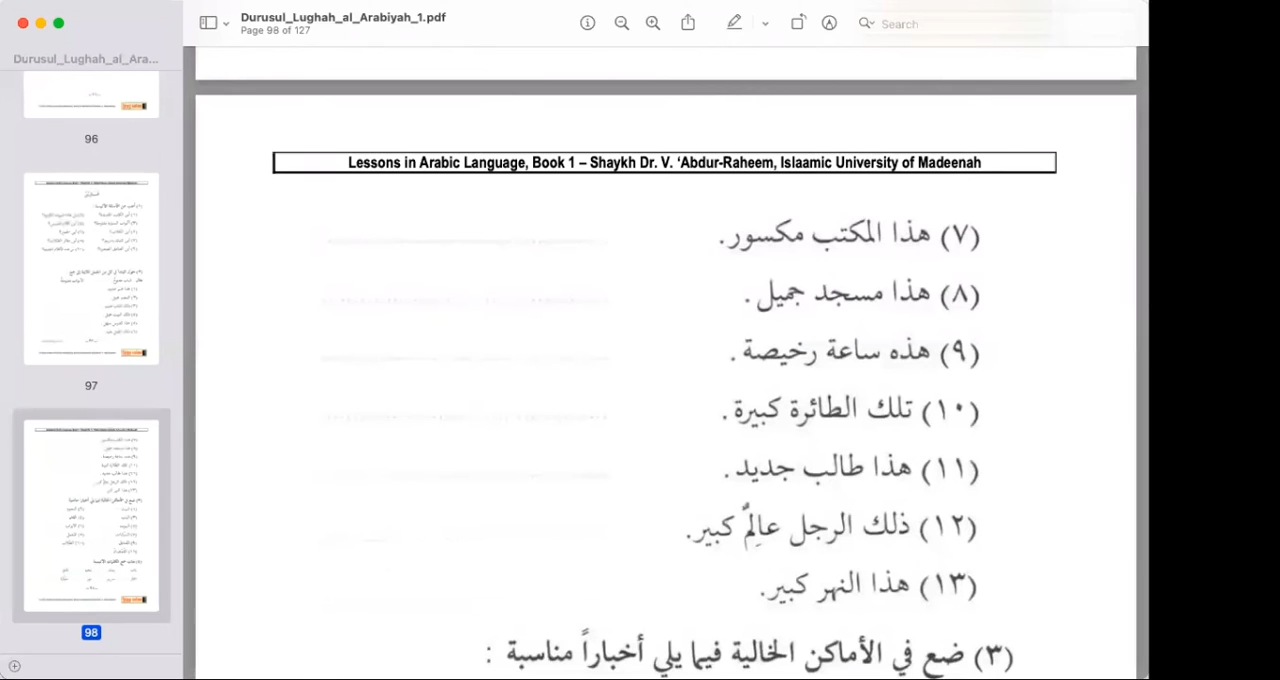 Durusul_Lughah_al_Arabiyah_1.pdf
Page 98 of 127
Search
Durusul_Lughah_al_Ara...
96
97
98
Lessons in Arabic Language, Book 1 – Shaykh Dr. V. ‘Abdur-Raheem, Islaamic University of Madeenah
(٧) هذا المكتب مكسور.
(٨) هذا مسجد جميل.
(٩) هذه ساعة رخيصة.
(١٠) تلك الطائرة كبيرة.
(١١) هذا طالب جديد.
(١٢) ذلك الرجل عالِمٌ كبير.
(١٣) هذا النهر كبير.
(٣) ضع في الأماكن الخالية فيما يلي أخباراً مناسبة :